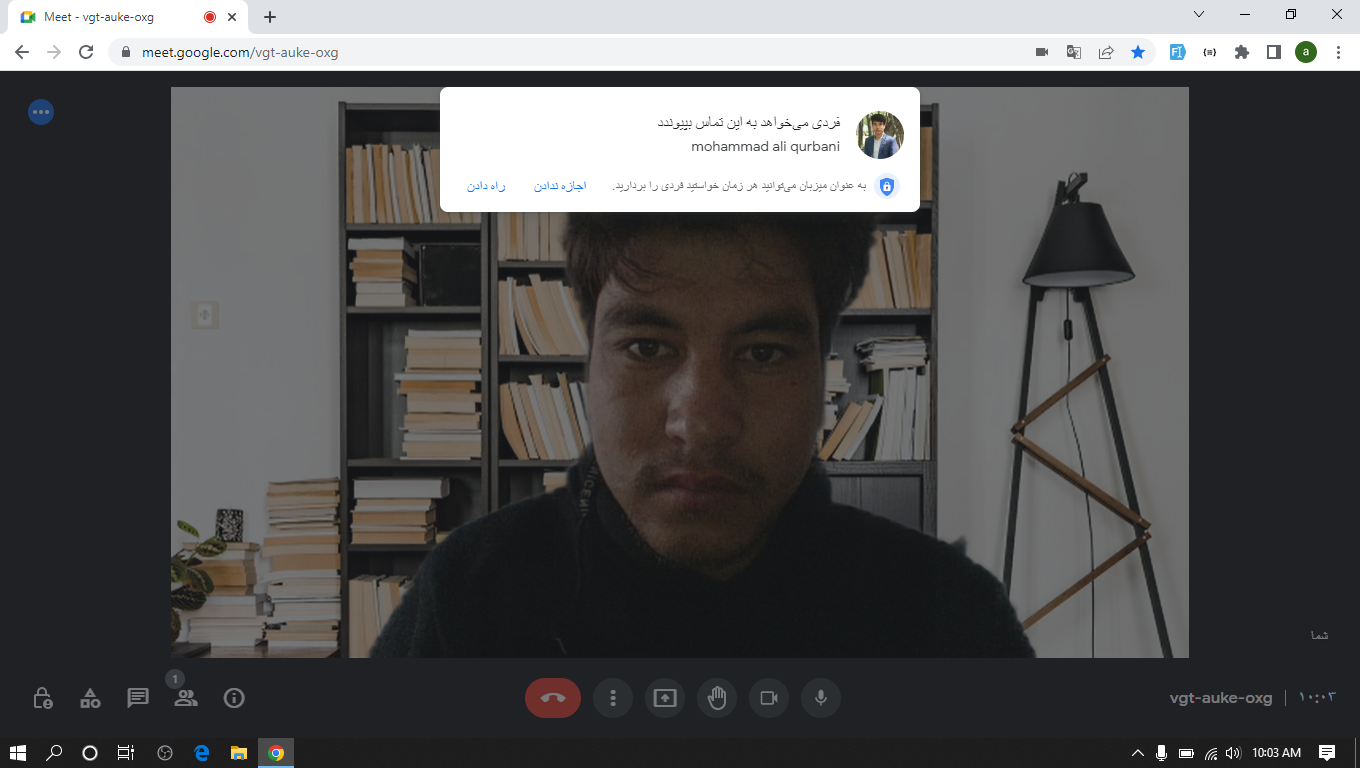 Meet - vgt-auke-oxg
meet.google.com/vgt-auke-oxg
a
فردی می‌خواهد به این تماس بپیوندد
mohammad ali qurbani
به عنوان میزبان می‌توانید هر زمان خواستید فردی را بردارید.
اجازه ندادن
راه دادن
شما
1
vgt-auke-oxg
۱۰:۰۳
10:03 AM